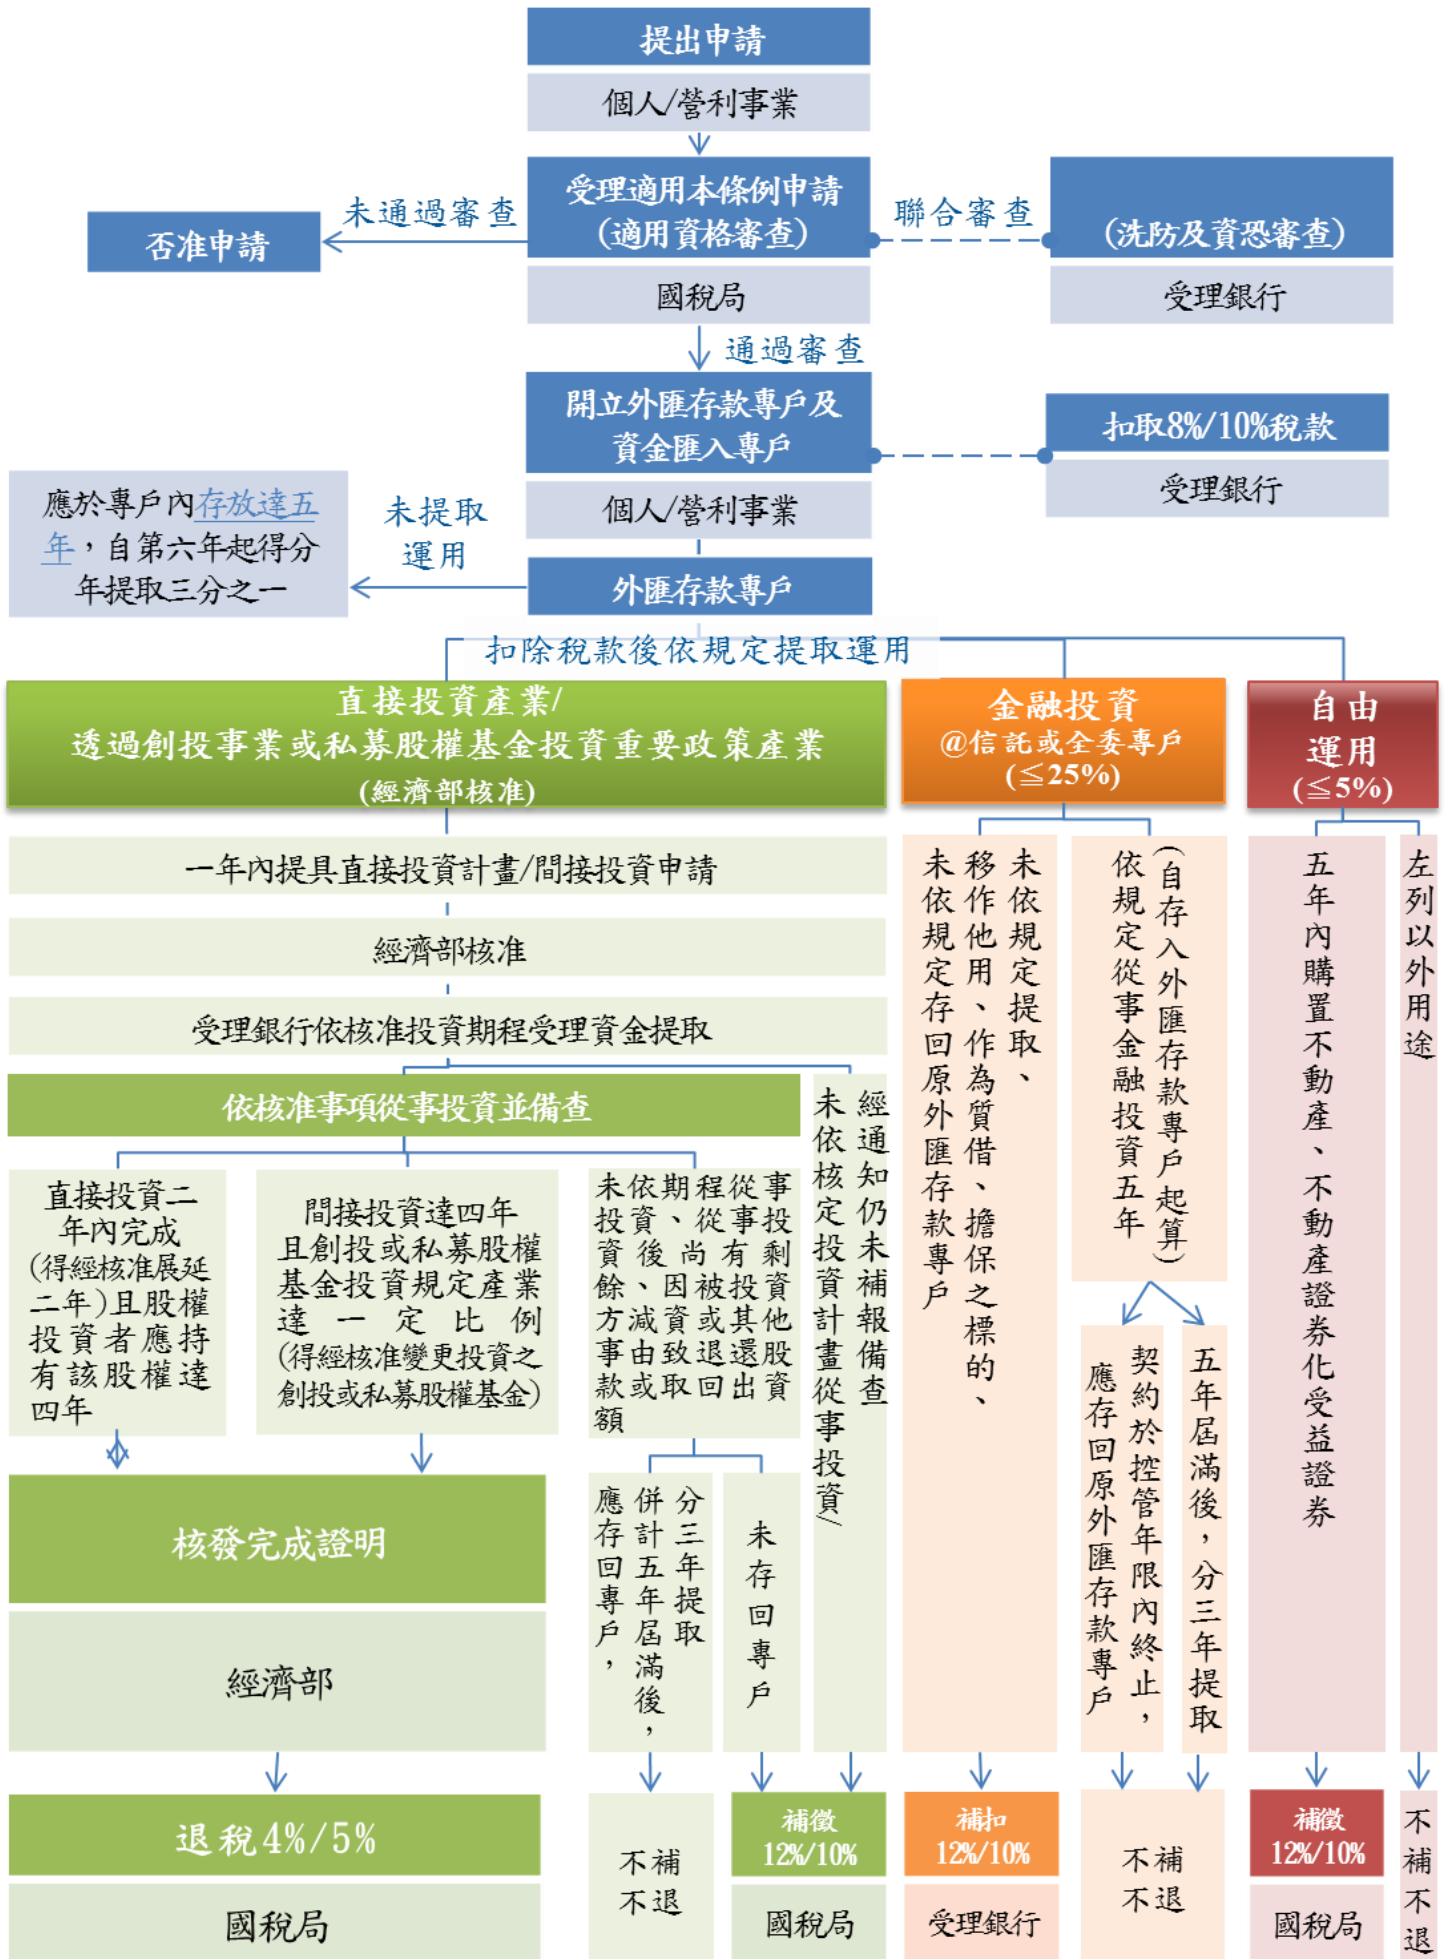 提出申請
個人/營利事業
受理適用本條例申請
(適用資格審查)
國稅局
未通過審查
否准申請
聯合審查
(洗防及資恐審查)
受理銀行
通過審查
開立外匯存款專戶及
資金匯入專戶
個人/營利事業
扣取8%/10%稅款
受理銀行
外匯存款專戶
未提取
運用
應於專戶內存放達五
年，自第六年起得分
年提取三分之一
扣除稅款後依規定提取運用
直接投資產業/
透過創投事業或私募股權基金投資重要政策產業
(經濟部核准)
金融投資
@信託或全委專戶
(≦25%)
自由
運用
(≦5%)
一年內提具直接投資計畫/間接投資申請
經濟部核准
受理銀行依核准投資期程受理資金提取
依核准事項從事投資並備查
直接投資二
年內完成
(得經核准展延
二年)且股權
投資者應持
有該股權達
四年
間接投資達四年
且創投或私募股權
基金投資規定產業
達一定比例
(得經核准變更投資之
創投或私募股權基金)
未依期程從事
投資、從事投
資後尚有剩
餘、因被投資
方減資或其他
事由致退還股
款或取回出資
額
應存回專戶，
併計五年屆滿後，
分三年提取
未存回專戶
未依核定投資計畫從事投資/
經通知仍未補報備查
未依規定提取、
移作他用、作為質借、擔保之標的、
未依規定存回原外匯存款專戶
(自存入外匯存款專戶起算)
依規定從事金融投資五年
契約於控管年限內終止，
應存回原外匯存款專戶
五年屆滿後，分三年提取
五年內購置不動產、不動產證券化受益證券
左列以外用途
核發完成證明
經濟部
退稅4%/5%
國稅局
不補
不退
補徵
12%/10%
國稅局
補扣
12%/10%
受理銀行
不補
不退
補徵
12%/10%
國稅局
不補不退